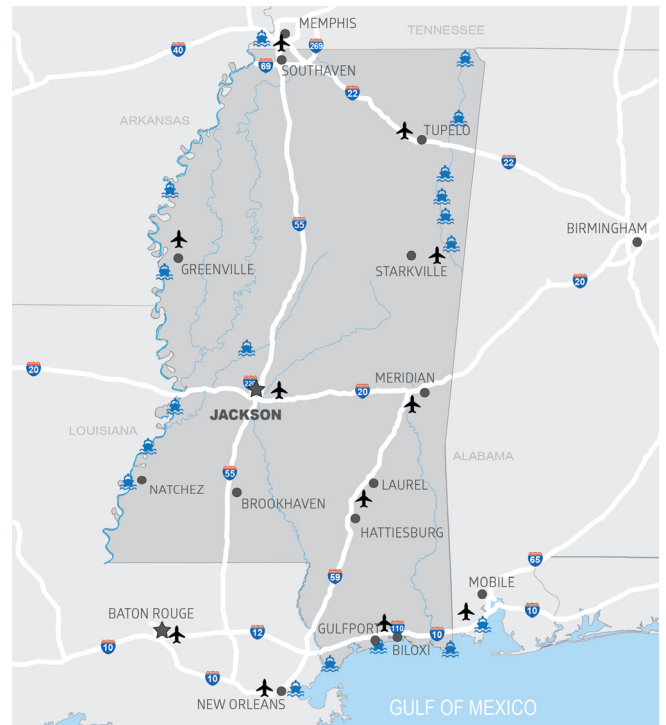 MEMPHIS
TENNESSEE
40
269
69
SOUTHAVEN
22
ARKANSAS
TUPELO
22
55
BIRMINGHAM
GREENVILLE
STARKVILLE
20
20
220
20
MERIDIAN
JACKSON
LOUISIANA
ALABAMA
55
LAUREL
NATCHEZ
BROOKHAVEN
HATTIESBURG
65
59
MOBILE
BATON ROUGE
10
12
GULFPORT
110
10
BILOXI
10
10
NEW ORLEANS
GULF OF MEXICO